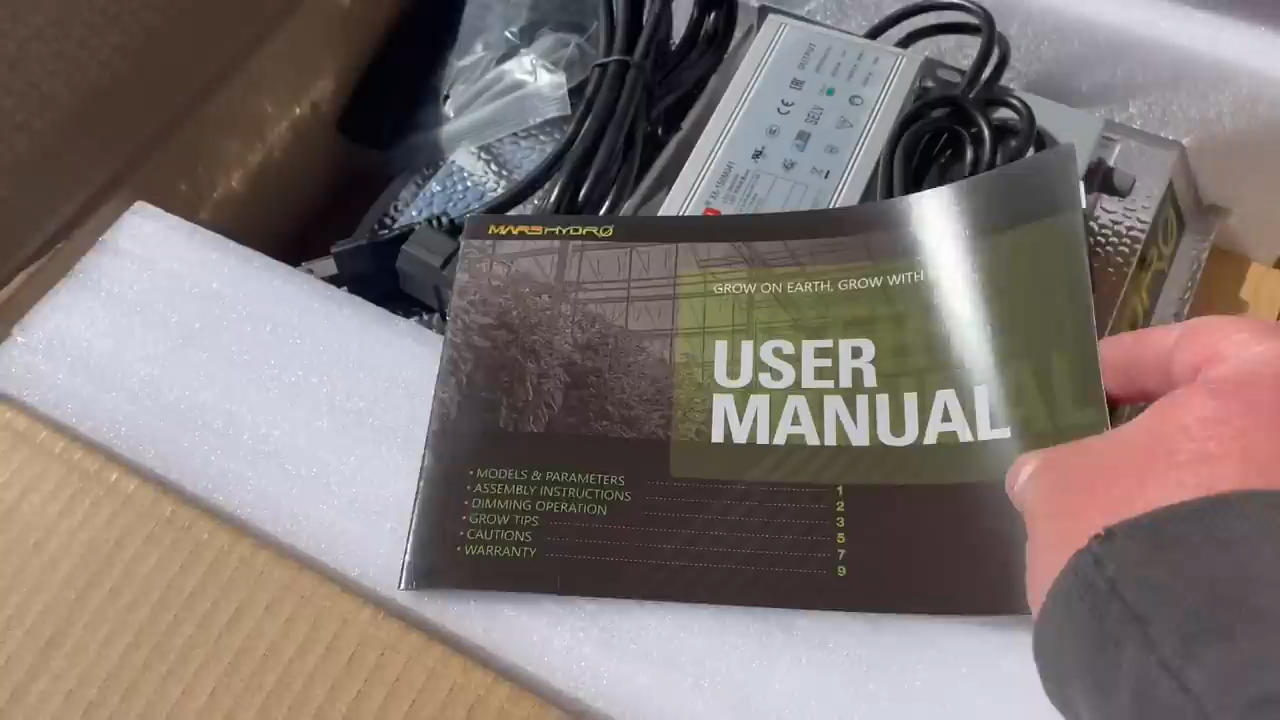 OUTPUT
SELV
MARSHYDRO
GROW ON EARTH, GROW WITH
USER
MANUAL
• MODELS & PARAMETERS 1
• ASSEMBLY INSTRUCTIONS 2
• DIMMING OPERATION 3
• GROW TIPS 5
• CAUTIONS 7
• WARRANTY 9